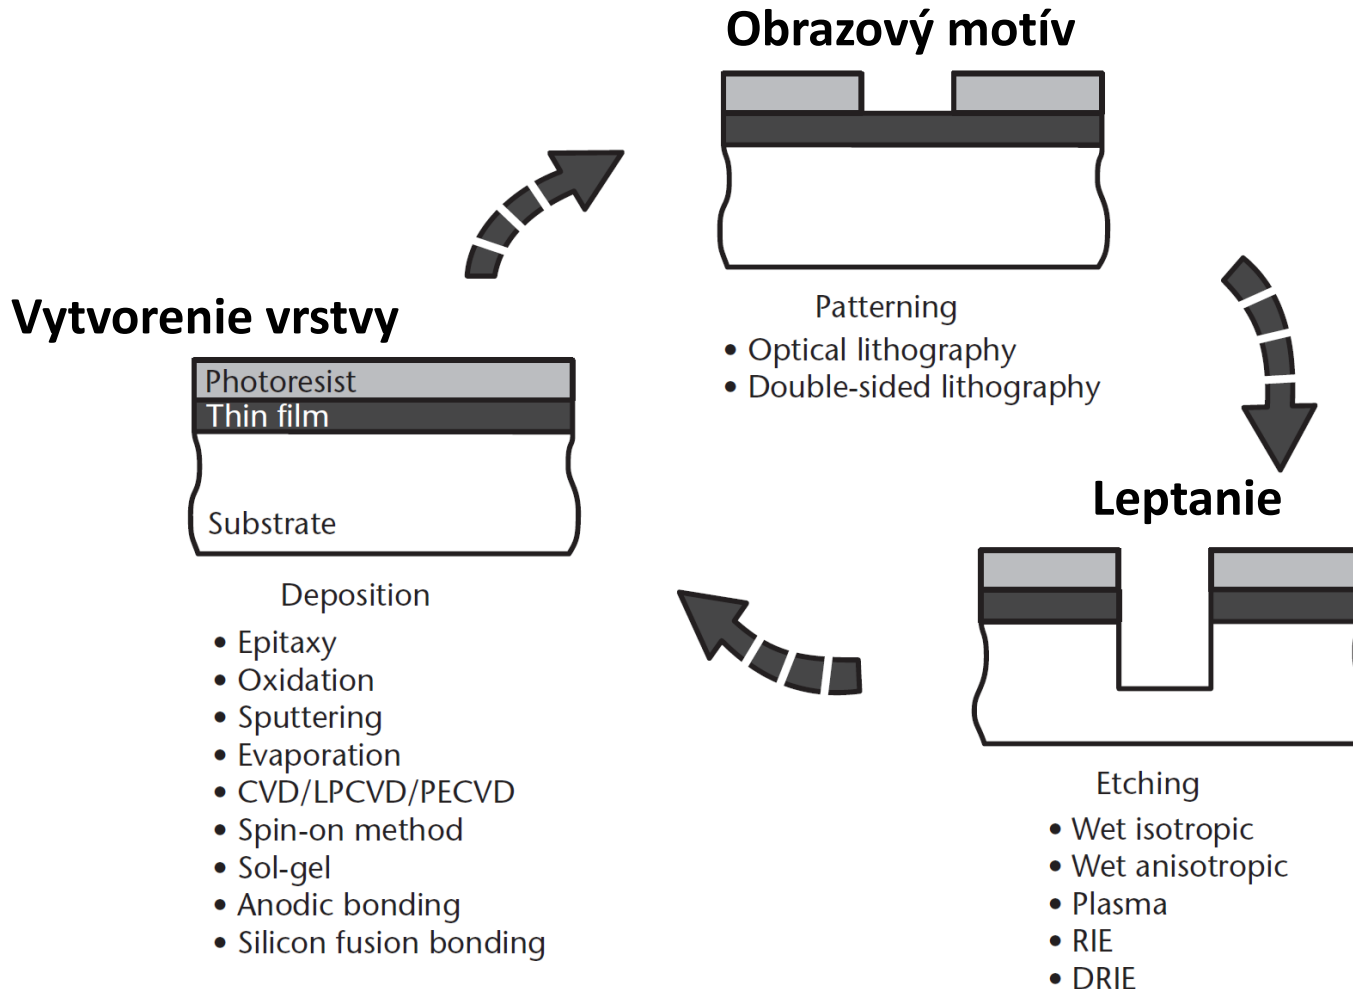 Obrazový motív
Patterning
• Optical lithography
• Double-sided lithography
Vytvorenie vrstvy
Photoresist
Thin film
Substrate
Deposition
• Epitaxy
• Oxidation
• Sputtering
• Evaporation
• CVD/LPCVD/PECVD
• Spin-on method
• Sol-gel
• Anodic bonding
• Silicon fusion bonding
Leptanie
Etching
• Wet isotropic
• Wet anisotropic
• Plasma
• RIE
• DRIE